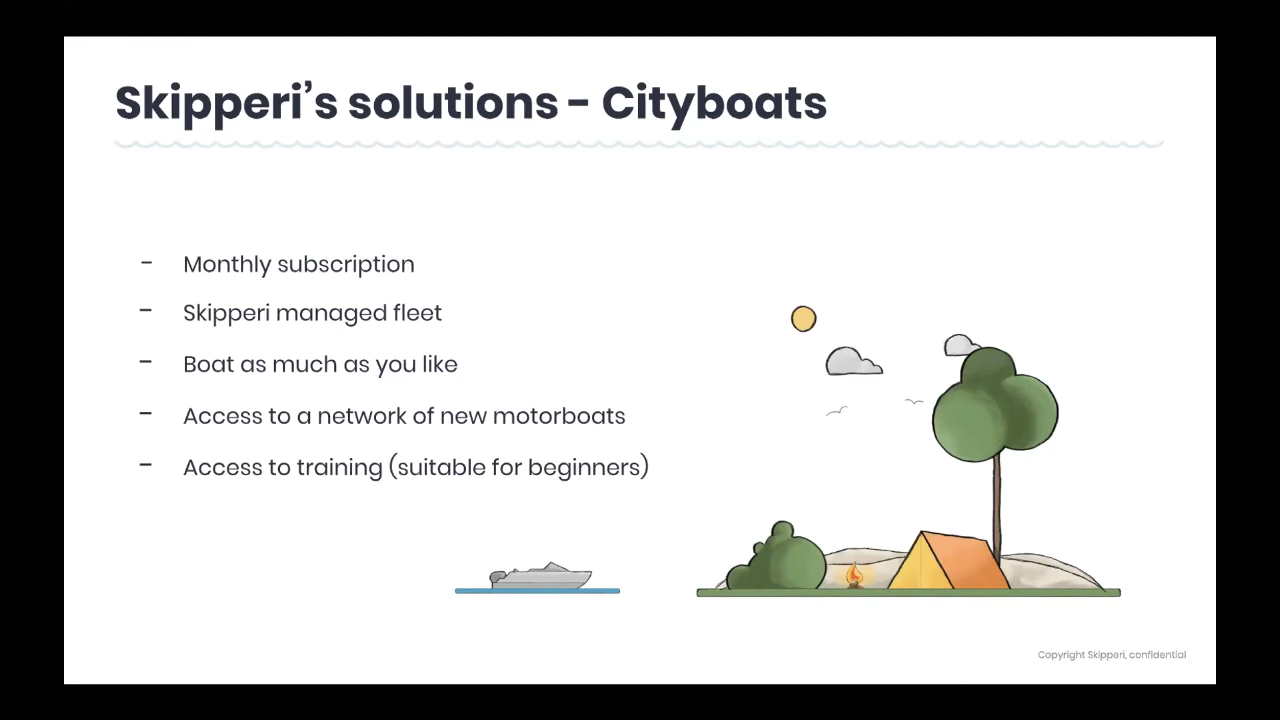 Skipperi's solutions - Cityboats
- Monthly subscription
- Skipperi managed fleet
- Boat as much as you like
- Access to a network of new motorboats
- Access to training (suitable for beginners)
Copyright Skipperi, confidential